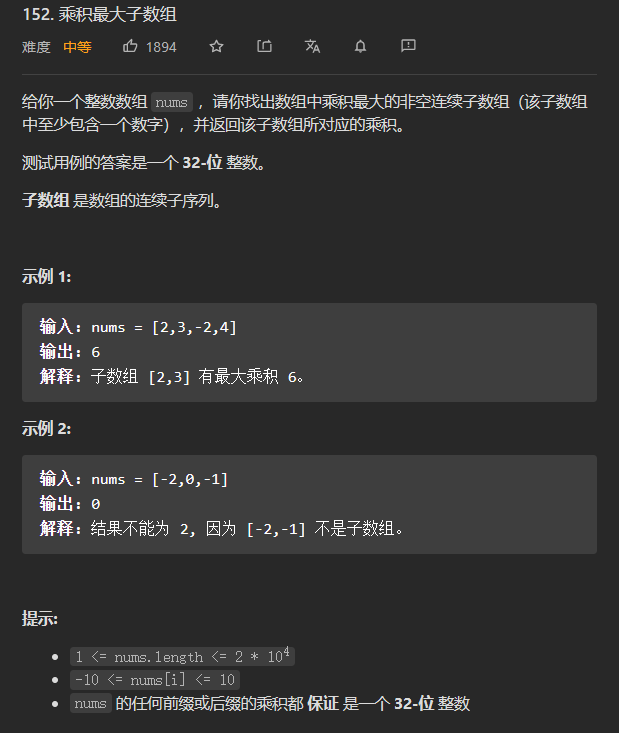 152. 乘积最大子数组
难度 中等 1894
给你一个整数数组 nums ，请你找出数组中乘积最大的非空连续子数组（该子数组
中至少包含一个数字），并返回该子数组所对应的乘积。
测试用例的答案是一个 32-位 整数。
子数组 是数组的连续子序列。
示例 1:
输入: nums = [2,3,-2,4]
输出: 6
解释: 子数组 [2,3] 有最大乘积 6。
示例 2:
输入: nums = [-2,0,-1]
输出: 0
解释: 结果不能为 2, 因为 [-2,-1] 不是子数组。
提示:
1 <= nums.length <= 2 * 10⁴
-10 <= nums[i] <= 10
nums 的任何前缀或后缀的乘积都 保证 是一个 32-位 整数